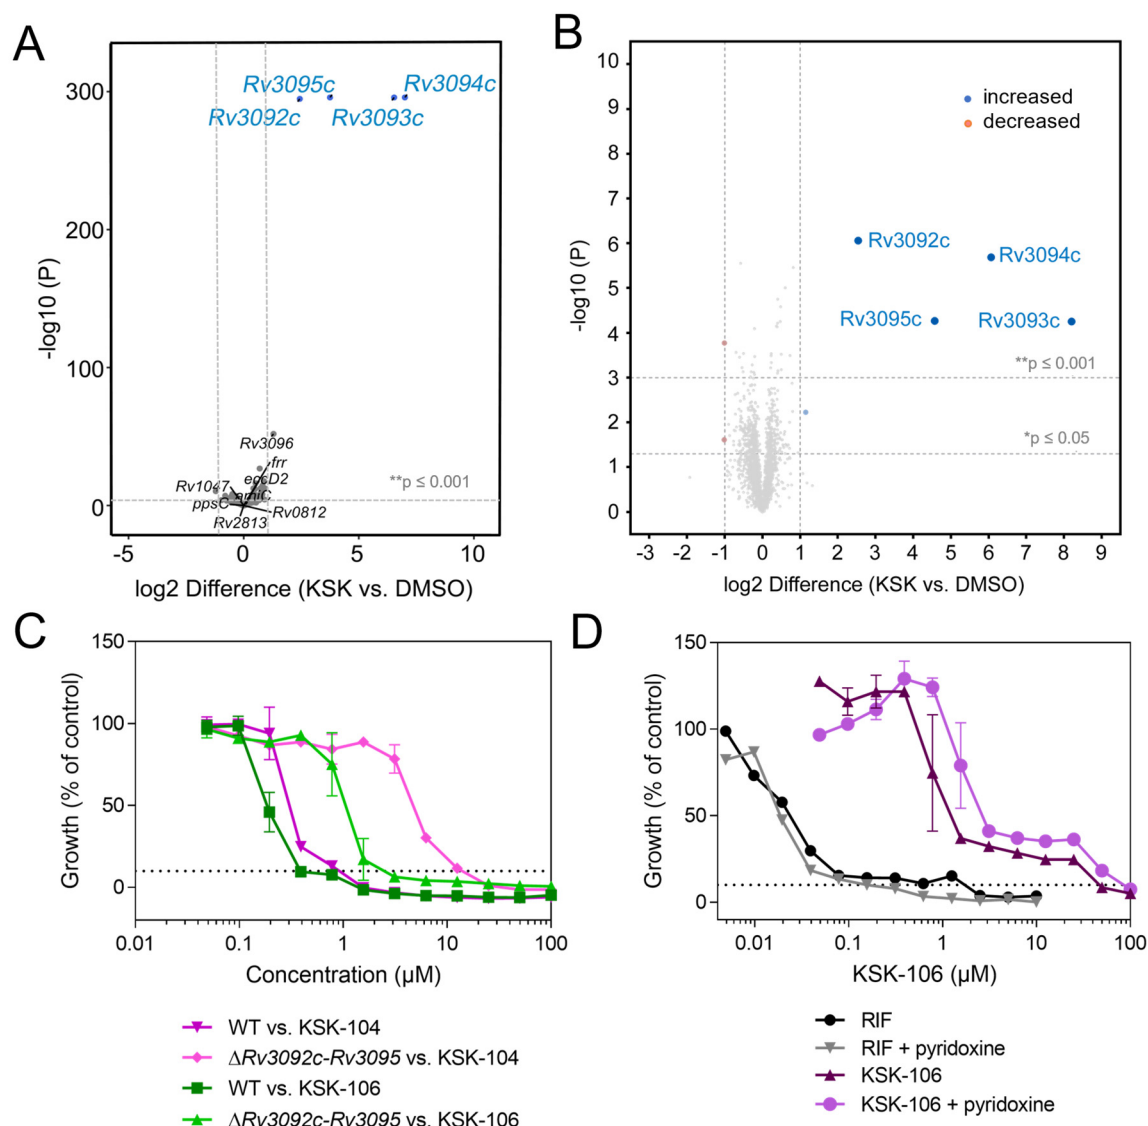 A
300
200
100
0
-log10 (P)
Rv3095c
Rv3094c
Rv3092c
Rv3093c
Rv3096
frr
eccD2
Rv1047
amiC
ppsC
Rv0812
Rv2813
**p ≤ 0.001
-5 0 5 10
log2 Difference (KSK vs. DMSO)
B
10
9
8
7
6
5
4
3
2
1
0
-log10 (P)
increased
decreased
Rv3092c
Rv3094c
Rv3095c
Rv3093c
**p ≤ 0.001
*p ≤ 0.05
-3 -2 -1 0 1 2 3 4 5 6 7 8 9
log2 Difference (KSK vs. DMSO)
C
150
100
50
0
Growth (% of control)
0.01 0.1 1 10 100
Concentration (µM)
WT vs. KSK-104
ΔRv3092c-Rv3095 vs. KSK-104
WT vs. KSK-106
ΔRv3092c-Rv3095 vs. KSK-106
D
150
100
50
0
Growth (% of control)
0.01 0.1 1 10 100
KSK-106 (µM)
RIF
RIF + pyridoxine
KSK-106
KSK-106 + pyridoxine